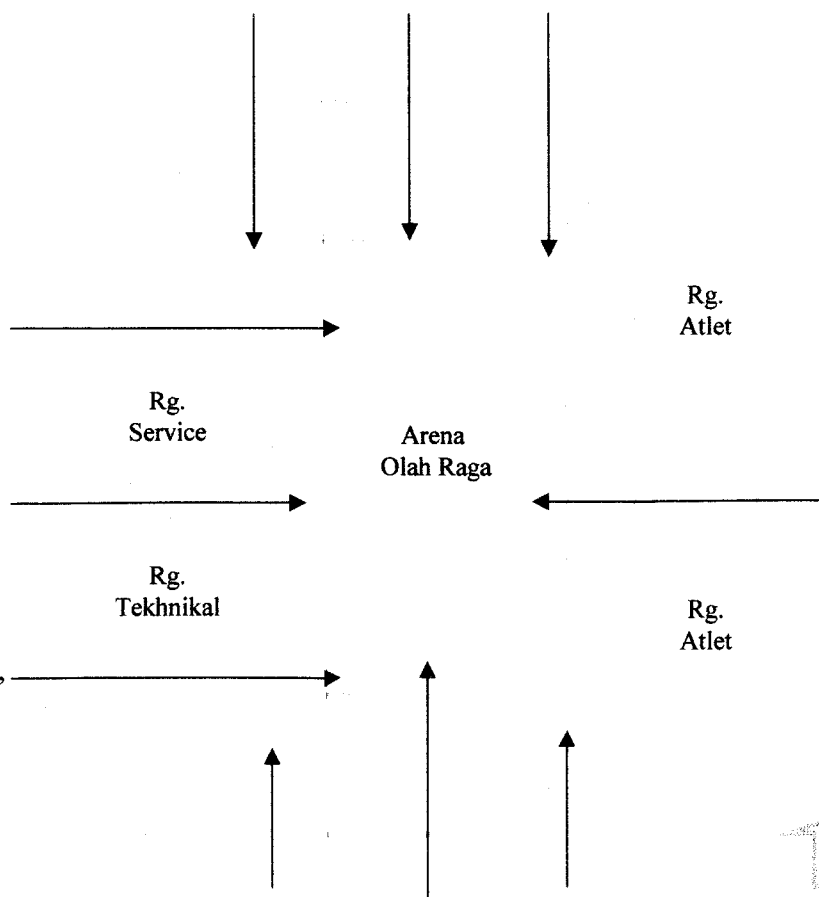 Rg.
Atlet
Rg.
Service
Arena
Olah Raga
Rg.
Tekhnikal
Rg.
Atlet